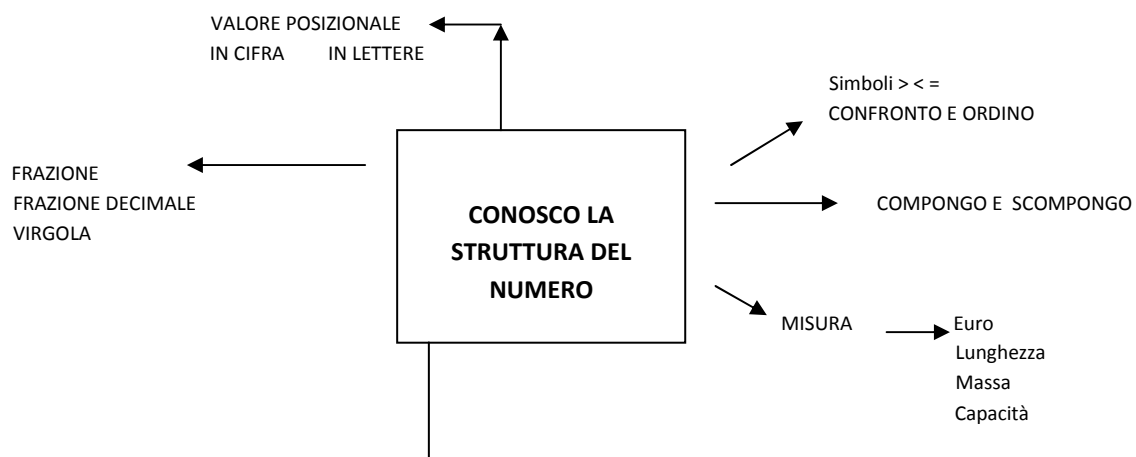 VALORE POSIZIONALE
IN CIFRA IN LETTERE
Simboli > < =
CONFRONTO E ORDINO
FRAZIONE
FRAZIONE DECIMALE
VIRGOLA
CONOSCO LA
STRUTTURA DEL
NUMERO
COMPONGO E SCOMPONGO
MISURA
Euro
Lunghezza
Massa
Capacità